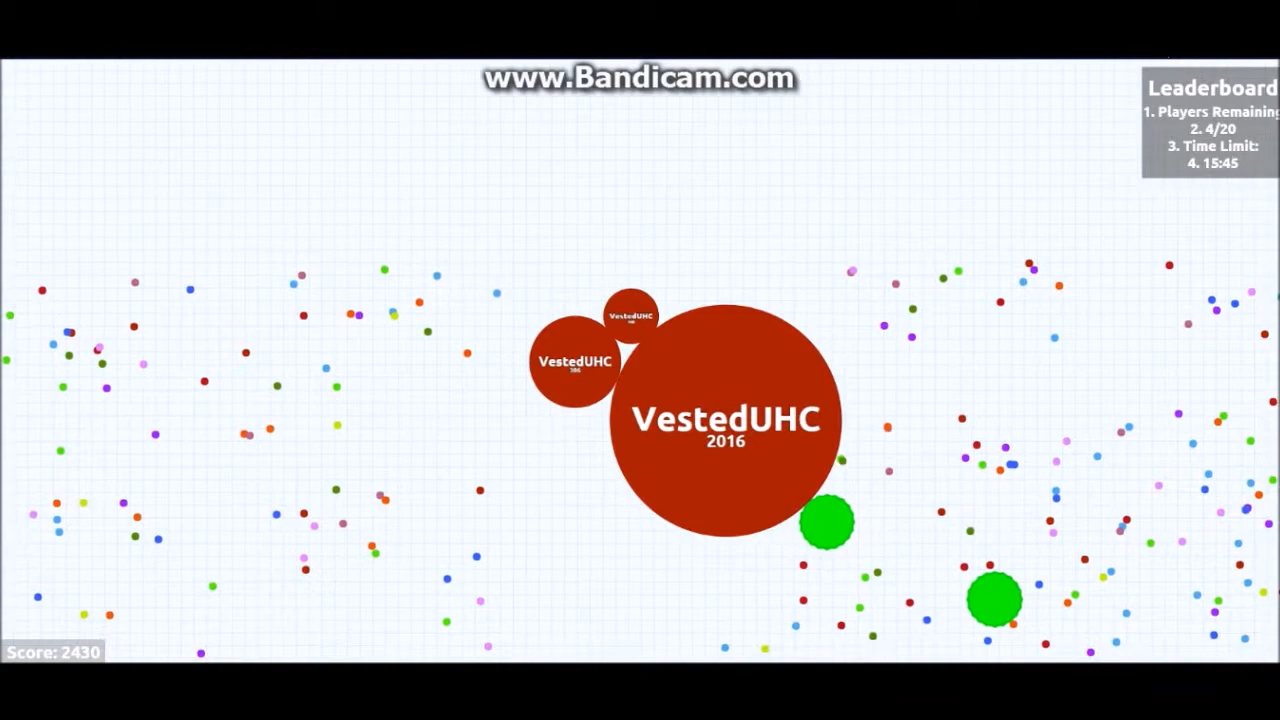 www.Bandicam.com
Leaderboard
1. Players Remaining
2. 4/20
3. Time Limit:
4. 15:45
VestedUHC
VestedUHC
VestedUHC
2016
Score: 2430